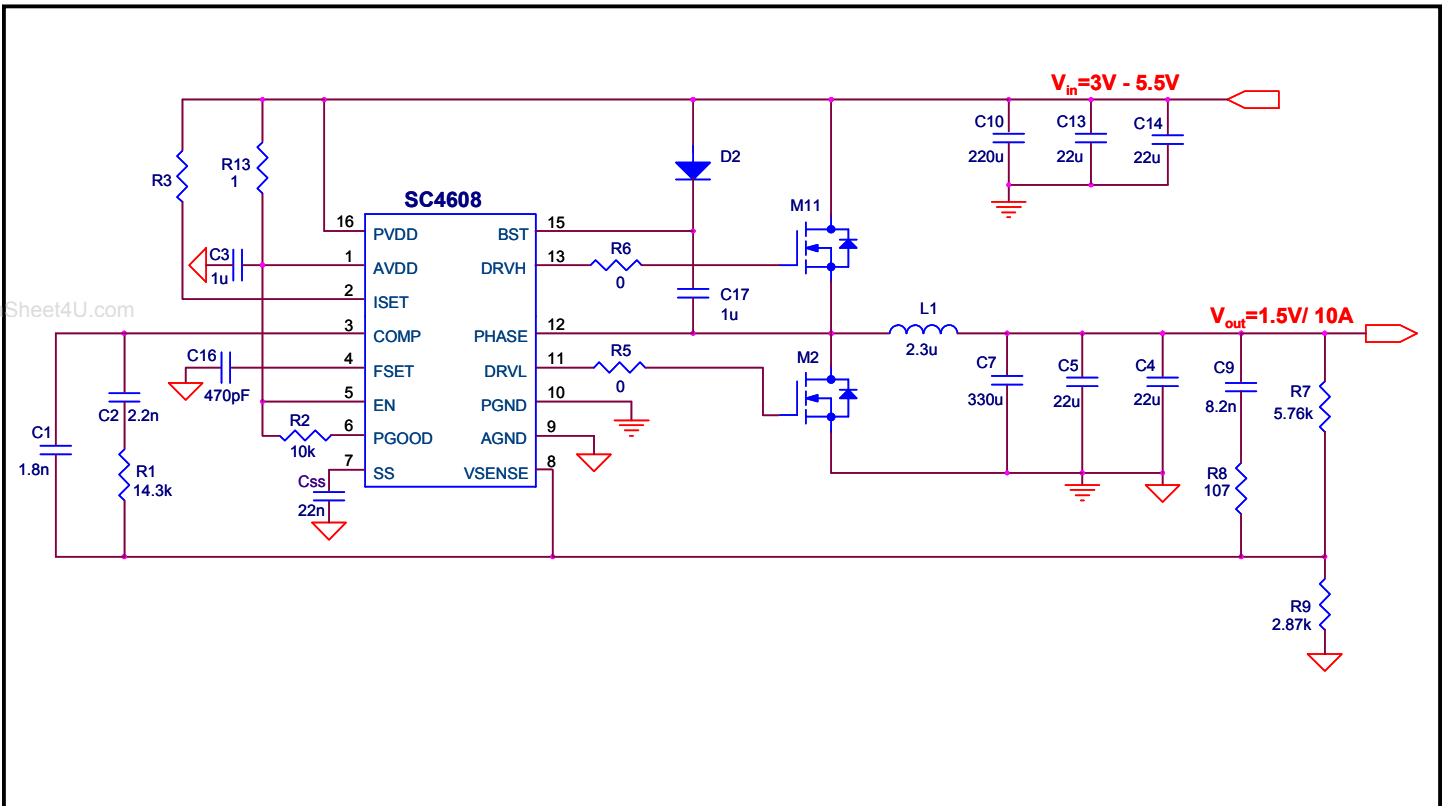 Vin=3V - 5.5V
C10
220u
C13
22u
C14
22u
D2
R3
R13
1
SC4608
M11
16
PVDD
BST
15
1
AVDD
DRVH
13
R6
0
C3
1u
2
ISET
C17
1u
Sheet4U.com
3
COMP
PHASE
12
L1
2.3u
Vout=1.5V/ 10A
C16
470pF
4
FSET
DRVL
11
R5
0
M2
C7
330u
C5
22u
C4
22u
C9
8.2n
R7
5.76k
5
EN
PGND
10
C2
2.2n
R2
10k
6
PGOOD
AGND
9
C1
1.8n
R1
14.3k
7
SS
VSENSE
8
Css
22n
R8
107
R9
2.87k